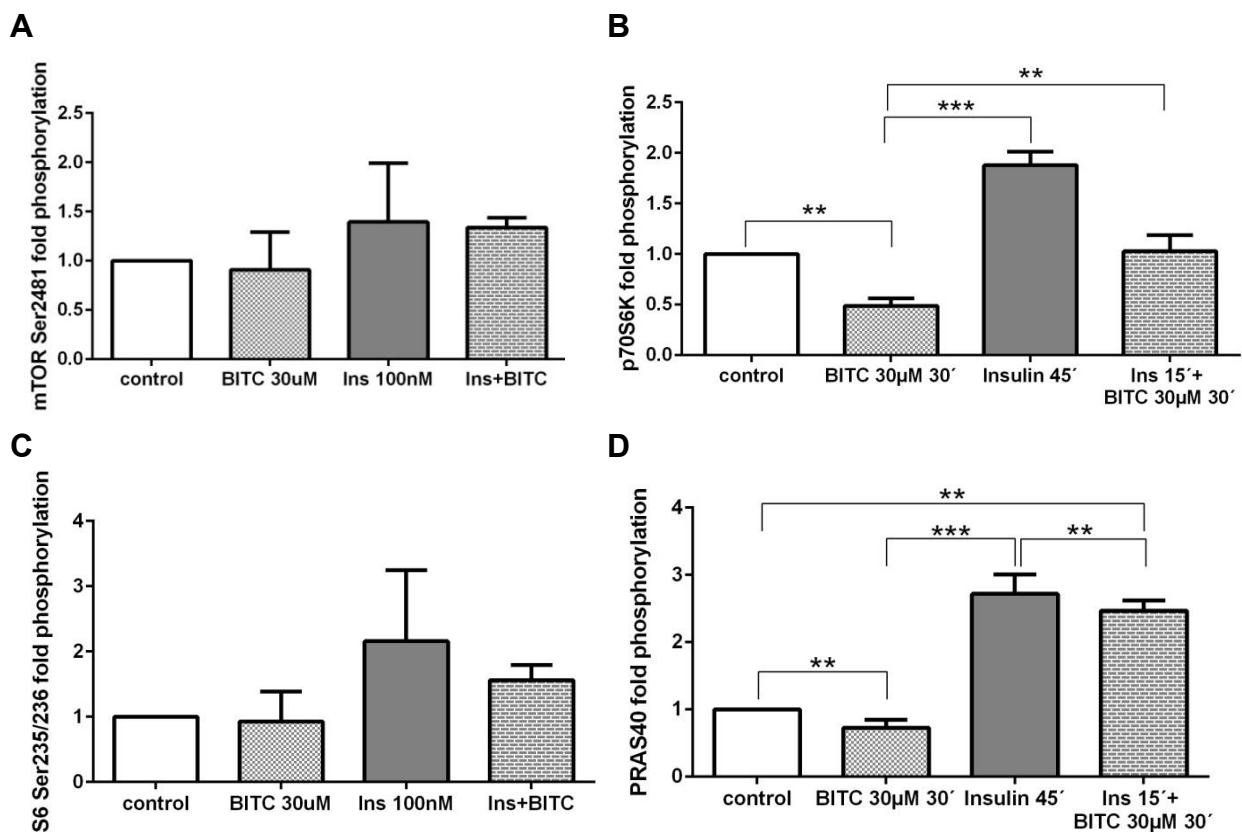 A
mTOR Ser2481 fold phosphorylation
2.5
2.0
1.5
1.0
0.5
0.0
control
BITC 30uM
Ins 100nM
Ins+BITC
B
p70S6K fold phosphorylation
2.5
2.0
1.5
1.0
0.5
0.0
**
***
**
control
BITC 30µM 30´
Insulin 45´
Ins 15´+
BITC 30µM 30´
C
S6 Ser235/236 fold phosphorylation
4
3
2
1
0
control
BITC 30uM
Ins 100nM
Ins+BITC
D
PRAS40 fold phosphorylation
4
3
2
1
0
**
***
**
**
control
BITC 30µM 30´
Insulin 45´
Ins 15´+
BITC 30µM 30´